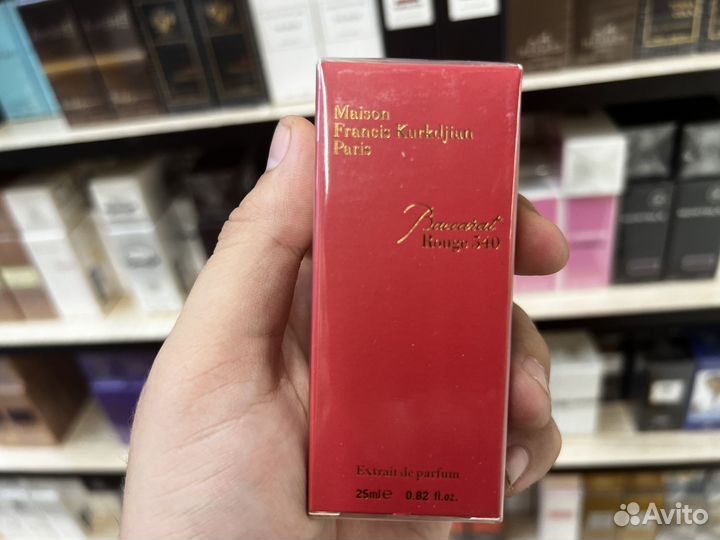 Maison
Francis Kurkdjian
Paris
Baccarat
Rouge 540
Extrait de parfum
25ml℮ 0.82 fl.oz.
Avito